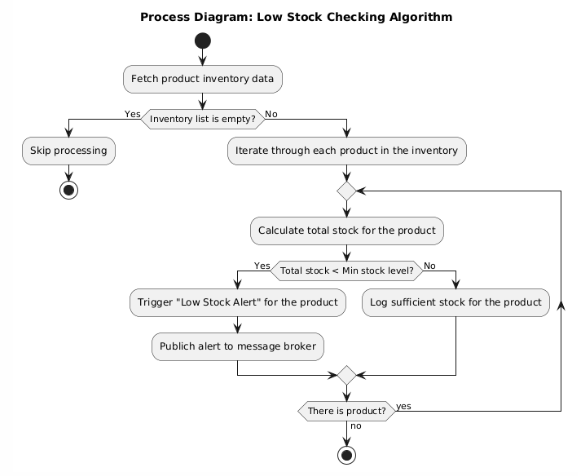 Process Diagram: Low Stock Checking Algorithm
Fetch product inventory data
Yes
Inventory list is empty?
No
Skip processing
Iterate through each product in the inventory
Calculate total stock for the product
Yes
Total stock < Min stock level?
No
Trigger "Low Stock Alert" for the product
Log sufficient stock for the product
Publich alert to message broker
There is product?
yes
no